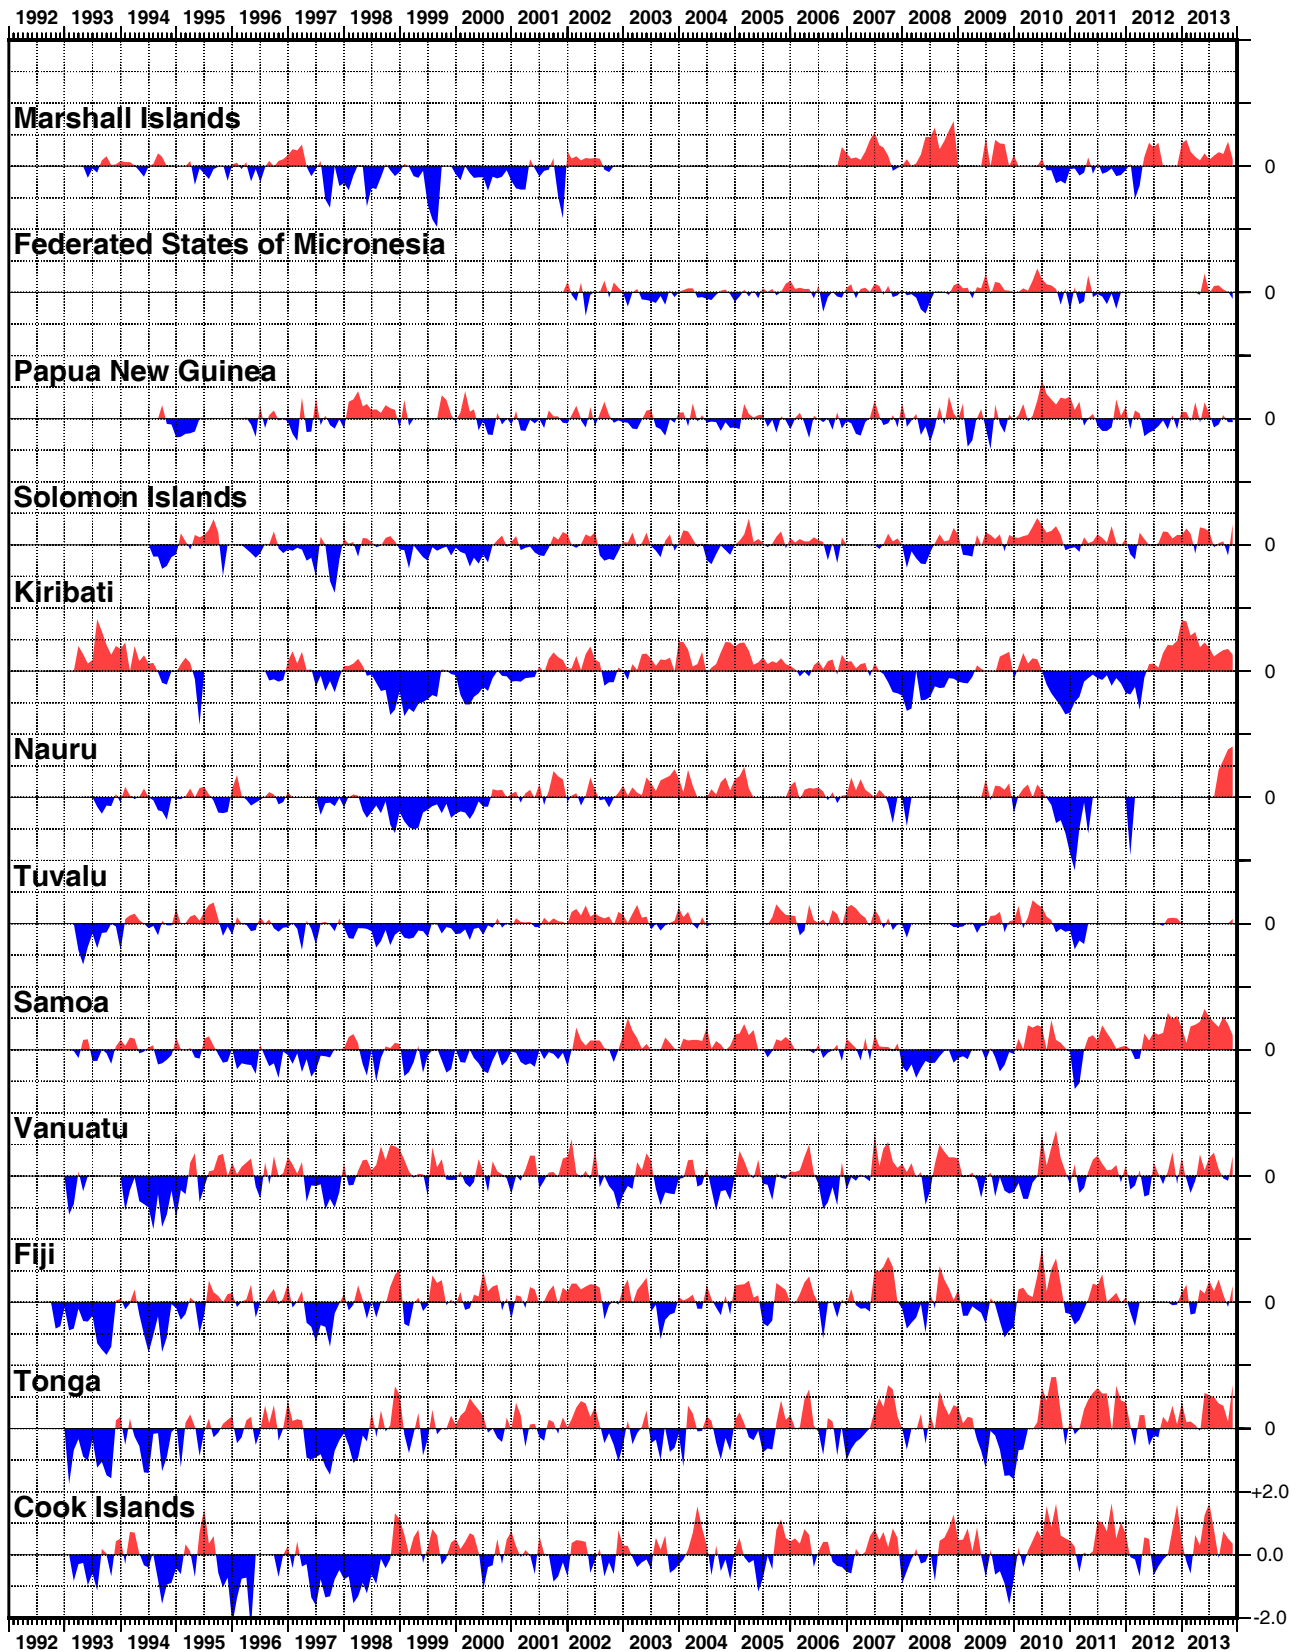 1992 1993 1994 1995 1996 1997 1998 1999 2000 2001 2002 2003 2004 2005 2006 2007 2008 2009 2010 2011 2012 2013
Marshall Islands
0
Federated States of Micronesia
0
Papua New Guinea
0
Solomon Islands
0
Kiribati
0
Nauru
0
Tuvalu
0
Samoa
0
Vanuatu
0
Fiji
0
Tonga
0
+2.0
Cook Islands
0.0
-2.0
1992 1993 1994 1995 1996 1997 1998 1999 2000 2001 2002 2003 2004 2005 2006 2007 2008 2009 2010 2011 2012 2013